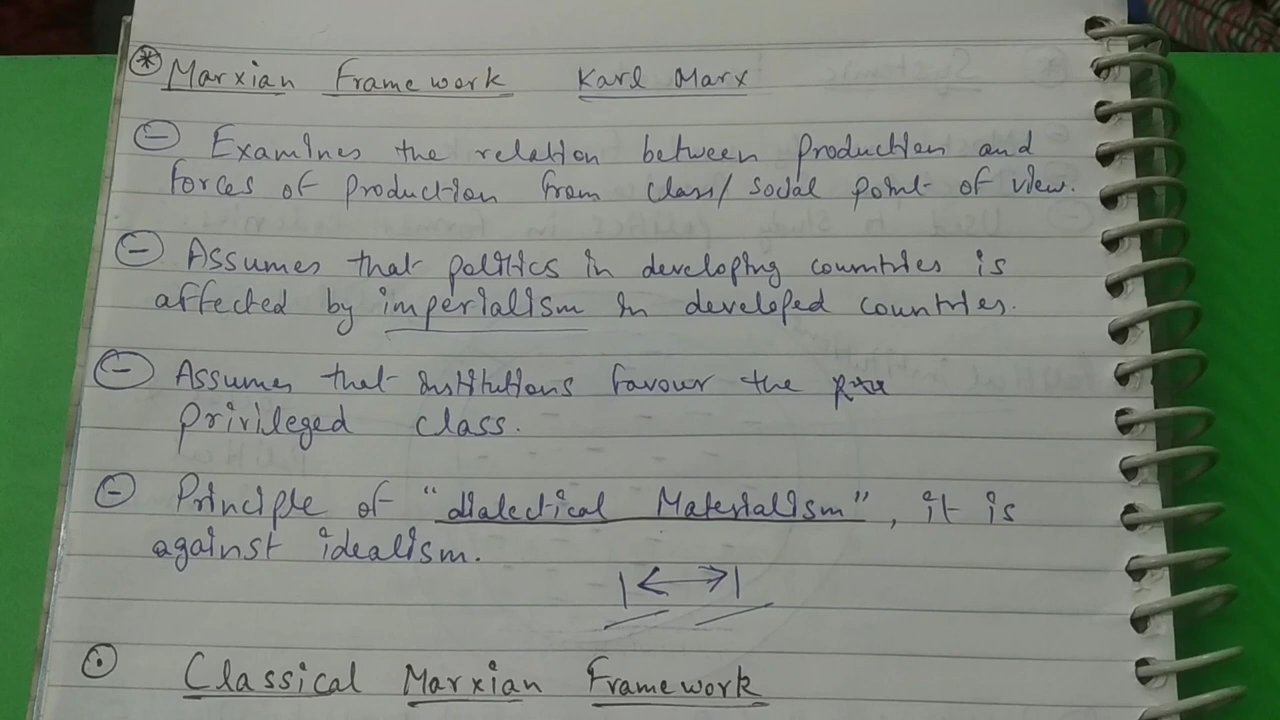 Marxian Framework Karl Marx
Examines the relation between production and
forces of production from class/ social point of view.
Assumes that politics in developing countries is
affected by imperialism in developed countries.
Assumes that institutions favour the
privileged class.
Principle of "dialectical Materialism", it is
against idealism.
Classical Marxian Framework